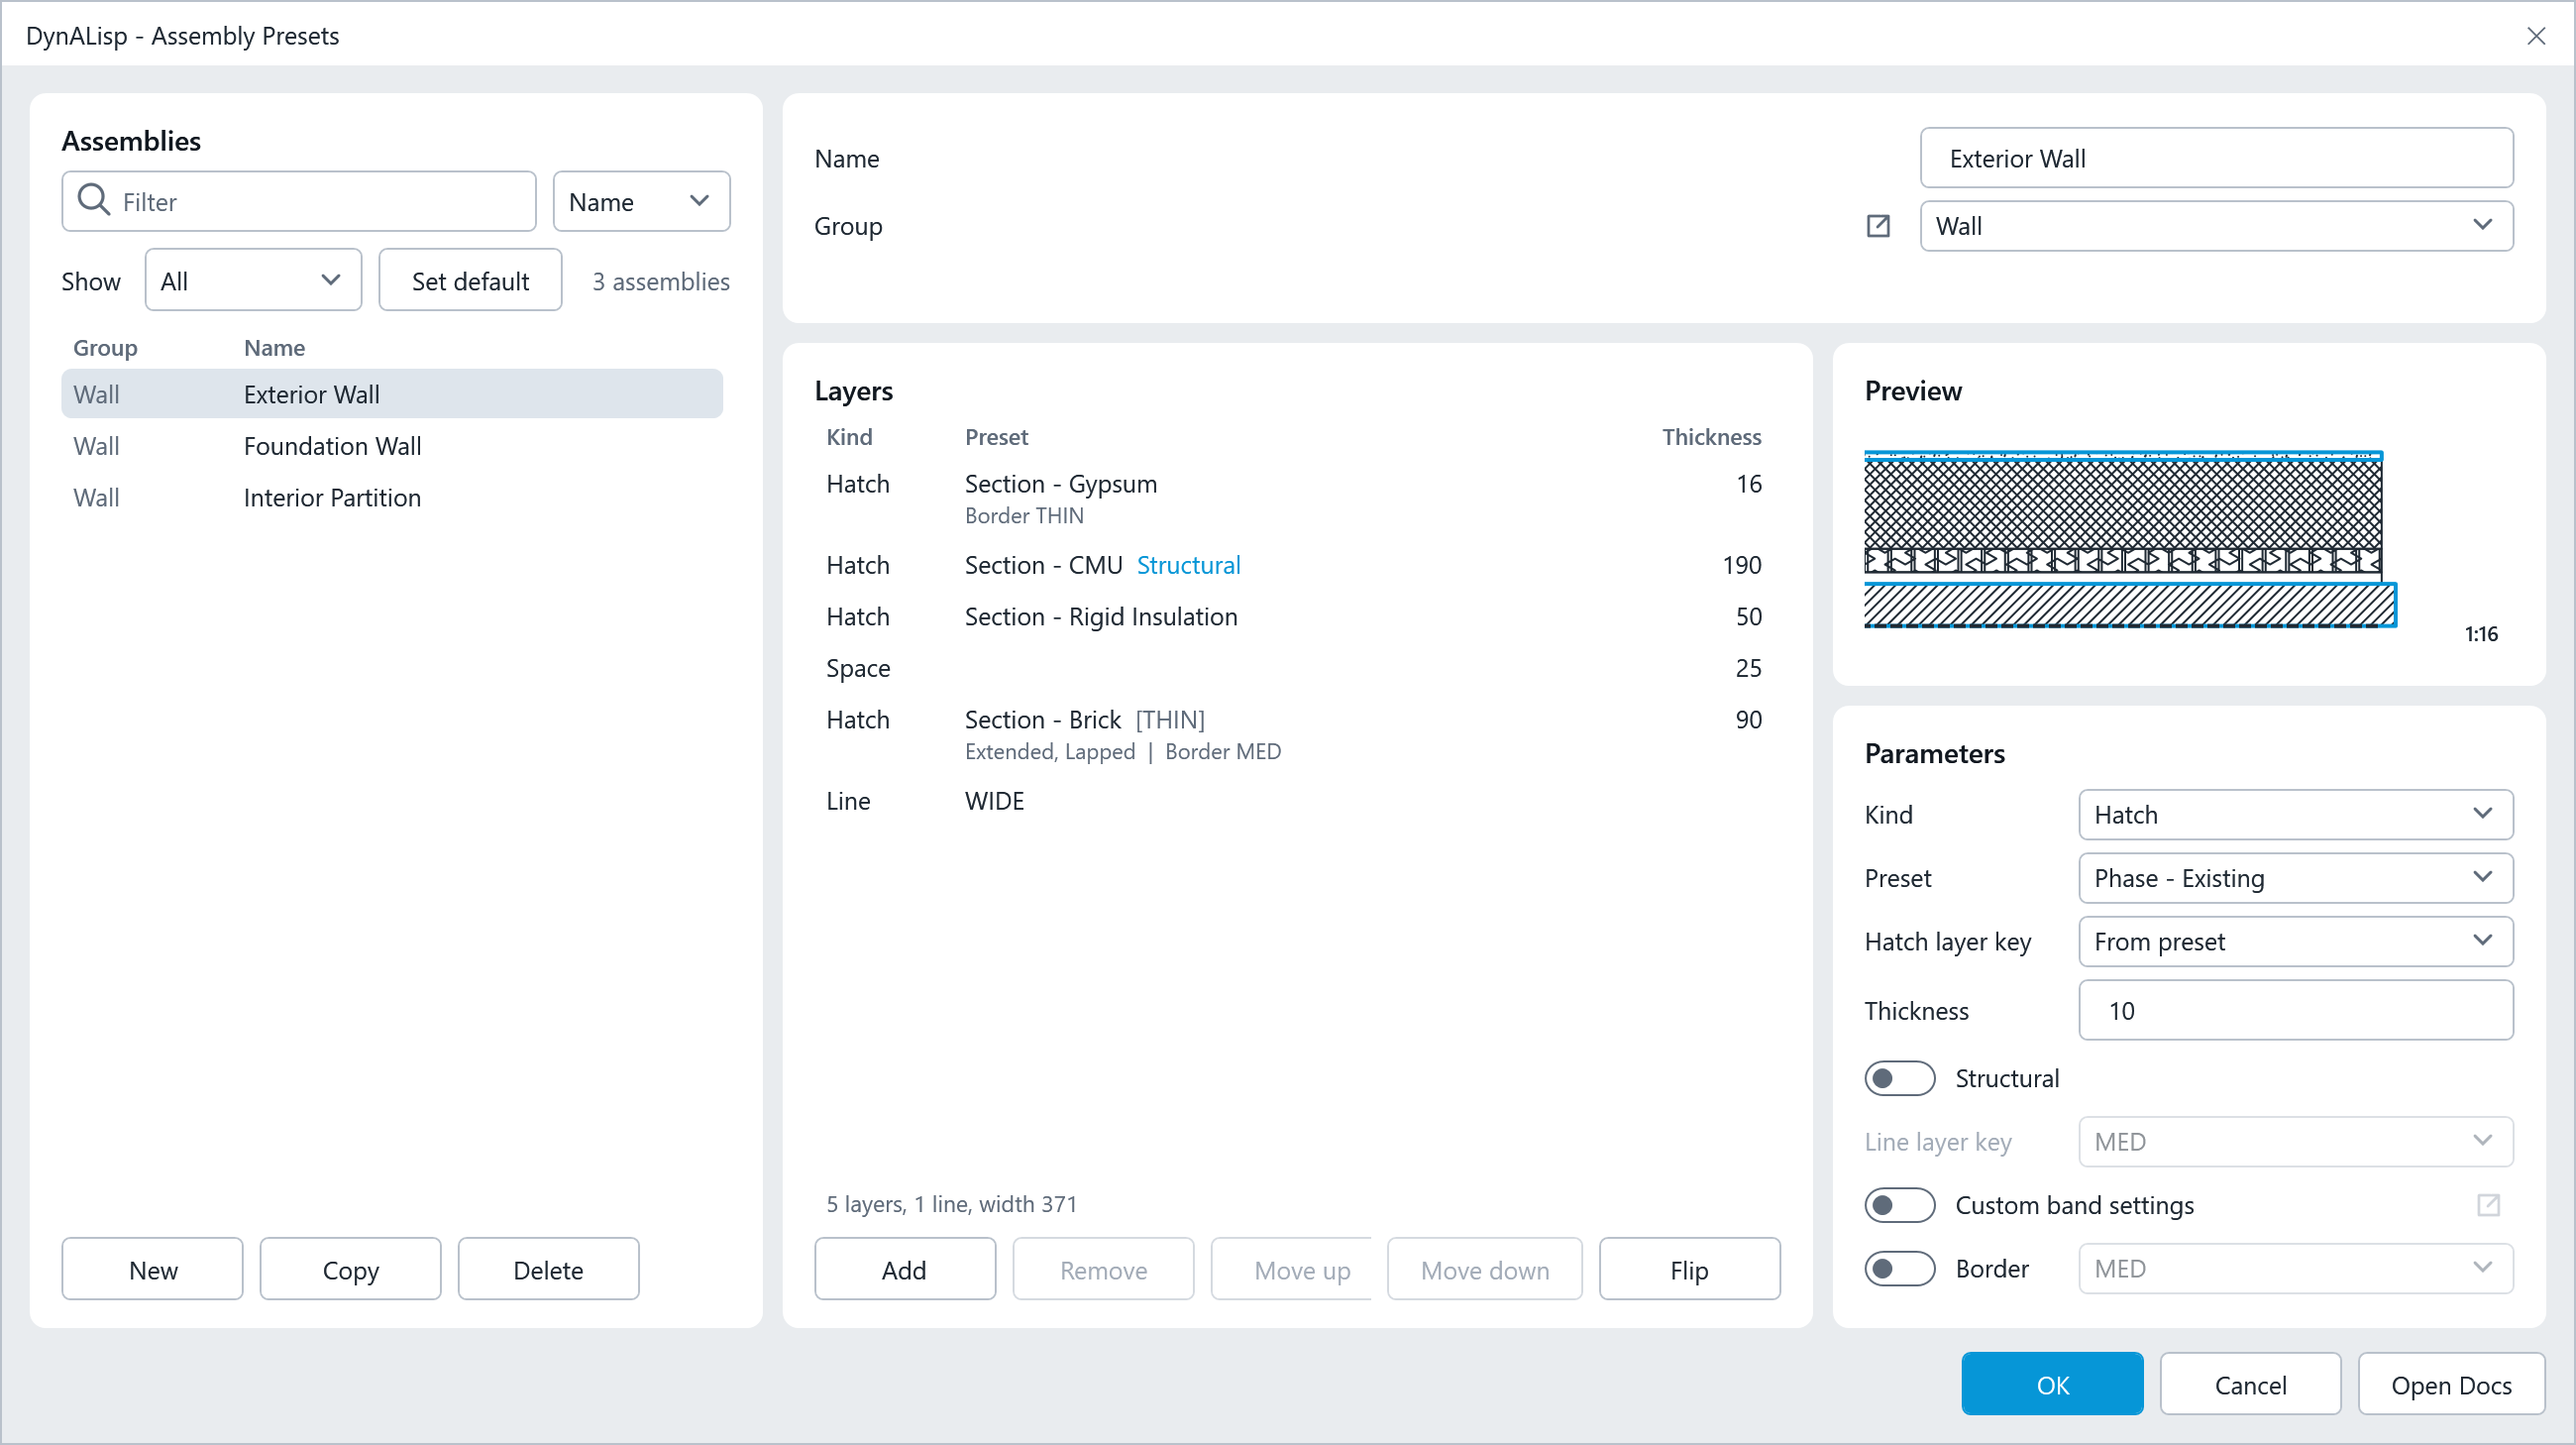 DynALisp - Assembly Presets
Assemblies
Filter
Name
Show
All
Set default
3 assemblies
Group
Name
Wall
Exterior Wall
Wall
Foundation Wall
Wall
Interior Partition
New
Copy
Delete
Name
Exterior Wall
Group
Wall
Layers
Kind
Preset
Thickness
Hatch
Section - Gypsum
16
Border THIN
Hatch
Section - CMU Structural
190
Hatch
Section - Rigid Insulation
50
Space
25
Hatch
Section - Brick [THIN]
90
Extended, Lapped | Border MED
Line
WIDE
5 layers, 1 line, width 371
Add
Remove
Move up
Move down
Flip
Preview
1:16
Parameters
Kind
Hatch
Preset
Phase - Existing
Hatch layer key
From preset
Thickness
10
Structural
Line layer key
MED
Custom band settings
Border
MED
OK
Cancel
Open Docs